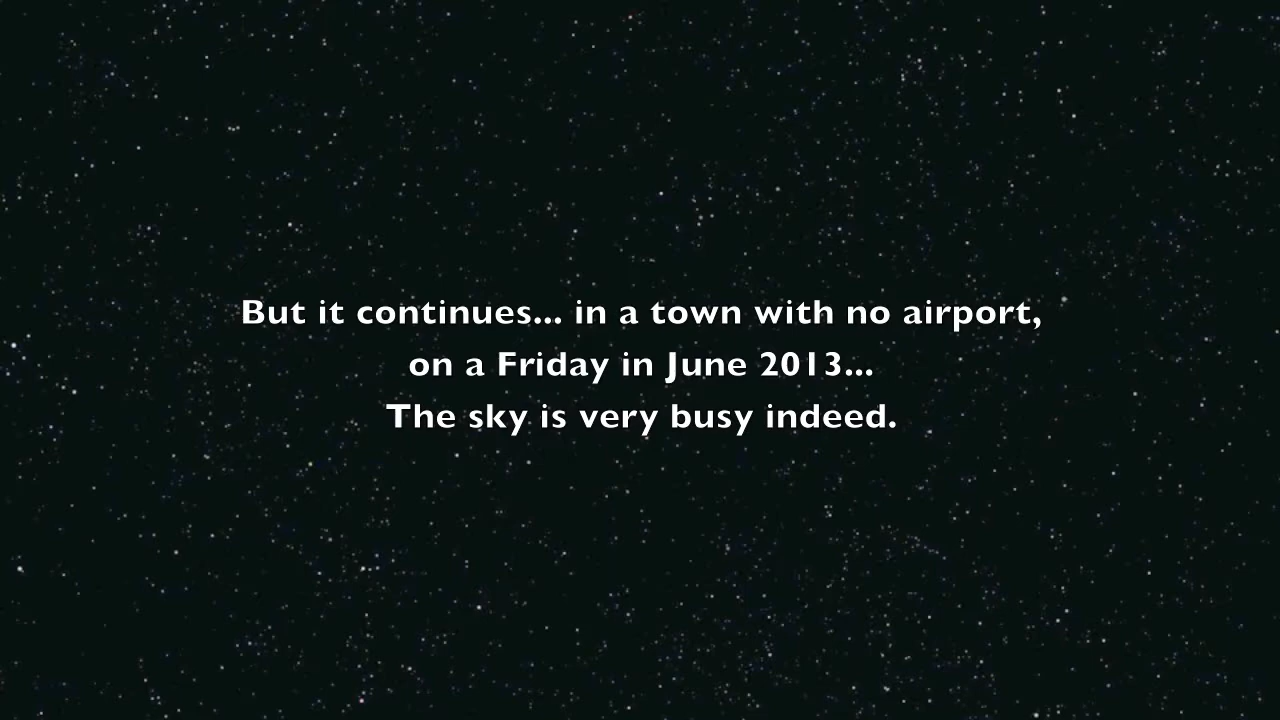 But it continues... in a town with no airport,
on a Friday in June 2013...
The sky is very busy indeed.